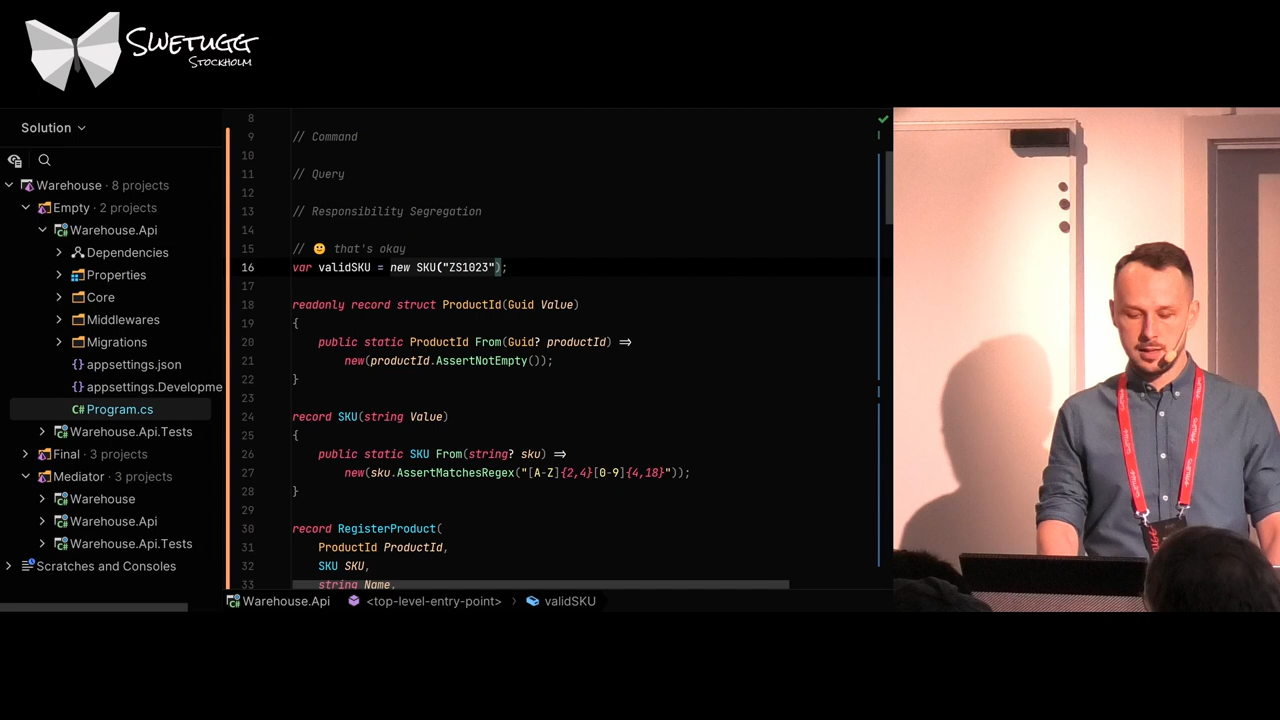 SWETUGG
STOCKHOLM
Solution
Warehouse · 8 projects
Empty · 2 projects
Warehouse.Api
Dependencies
Properties
Core
Middlewares
Migrations
appsettings.json
appsettings.Developme
C# Program.cs
Warehouse.Api.Tests
Final · 3 projects
Mediator · 3 projects
Warehouse
Warehouse.Api
Warehouse.Api.Tests
Scratches and Consoles
8
9 // Command
10
11 // Query
12
13 // Responsibility Segregation
14
15 // 😐 that's okay
16 var validSKU = new SKU("ZS1023");
17
18 readonly record struct ProductId(Guid Value)
19 {
20 public static ProductId From(Guid? productId) =>
21 new(productId.AssertNotEmpty());
22 }
23
24 record SKU(string Value)
25 {
26 public static SKU From(string? sku) =>
27 new(sku.AssertMatchesRegex("[A-Z]{2,4}[0-9]{4,18}"));
28 }
29
30 record RegisterProduct(
31 ProductId ProductId,
32 SKU SKU,
33 string Name,
Warehouse.Api <top-level-entry-point> › validSKU